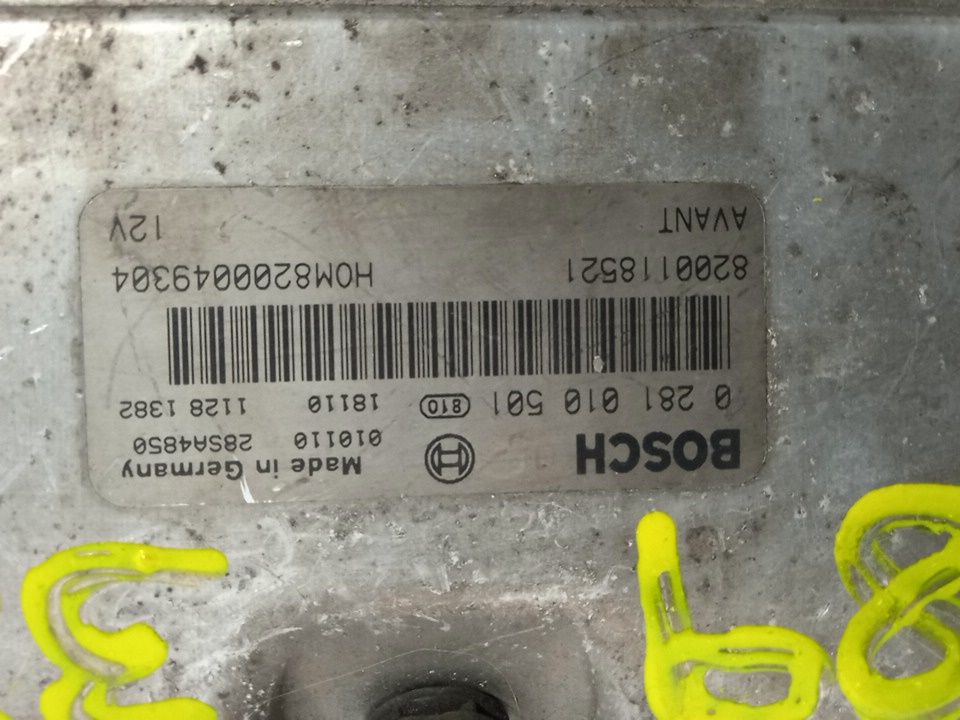 BOSCH Made in Germany
010110 28SA4850
0 281 010 501 810 18110 1128 1382
8200118521 HOM8200049304
AVANT 12V